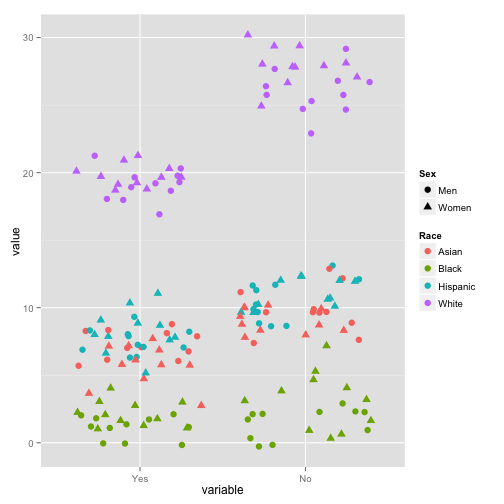 30
20
10
0
value
Yes
No
variable
Sex
Men
Women
Race
Asian
Black
Hispanic
White